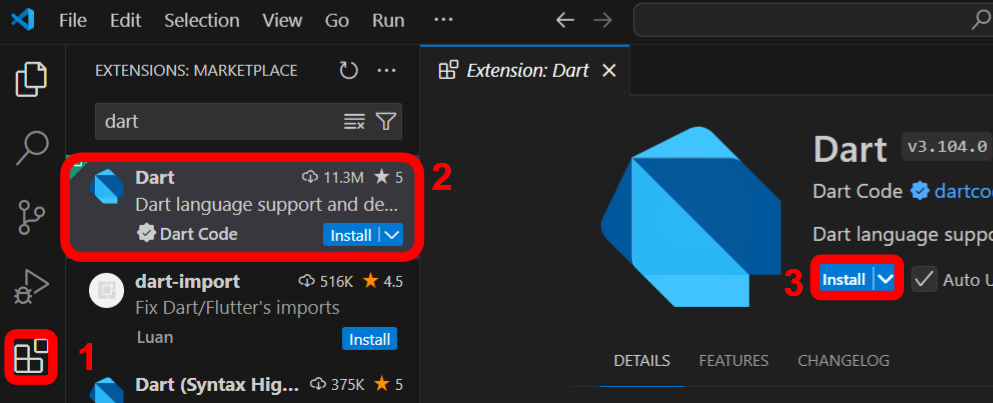 File Edit Selection View Go Run ...
EXTENSIONS: MARKETPLACE
...
Extension: Dart
dart
Dart 11.3M 5
Dart language support and de...
Dart Code Install
2
dart-import 516K 4.5
Fix Dart/Flutter's imports
Luan Install
1
Dart (Syntax Hig... 375K 5
Dart v3.104.0
Dart Code dartco
Dart language suppo
3 Install Auto U
DETAILS FEATURES CHANGELOG